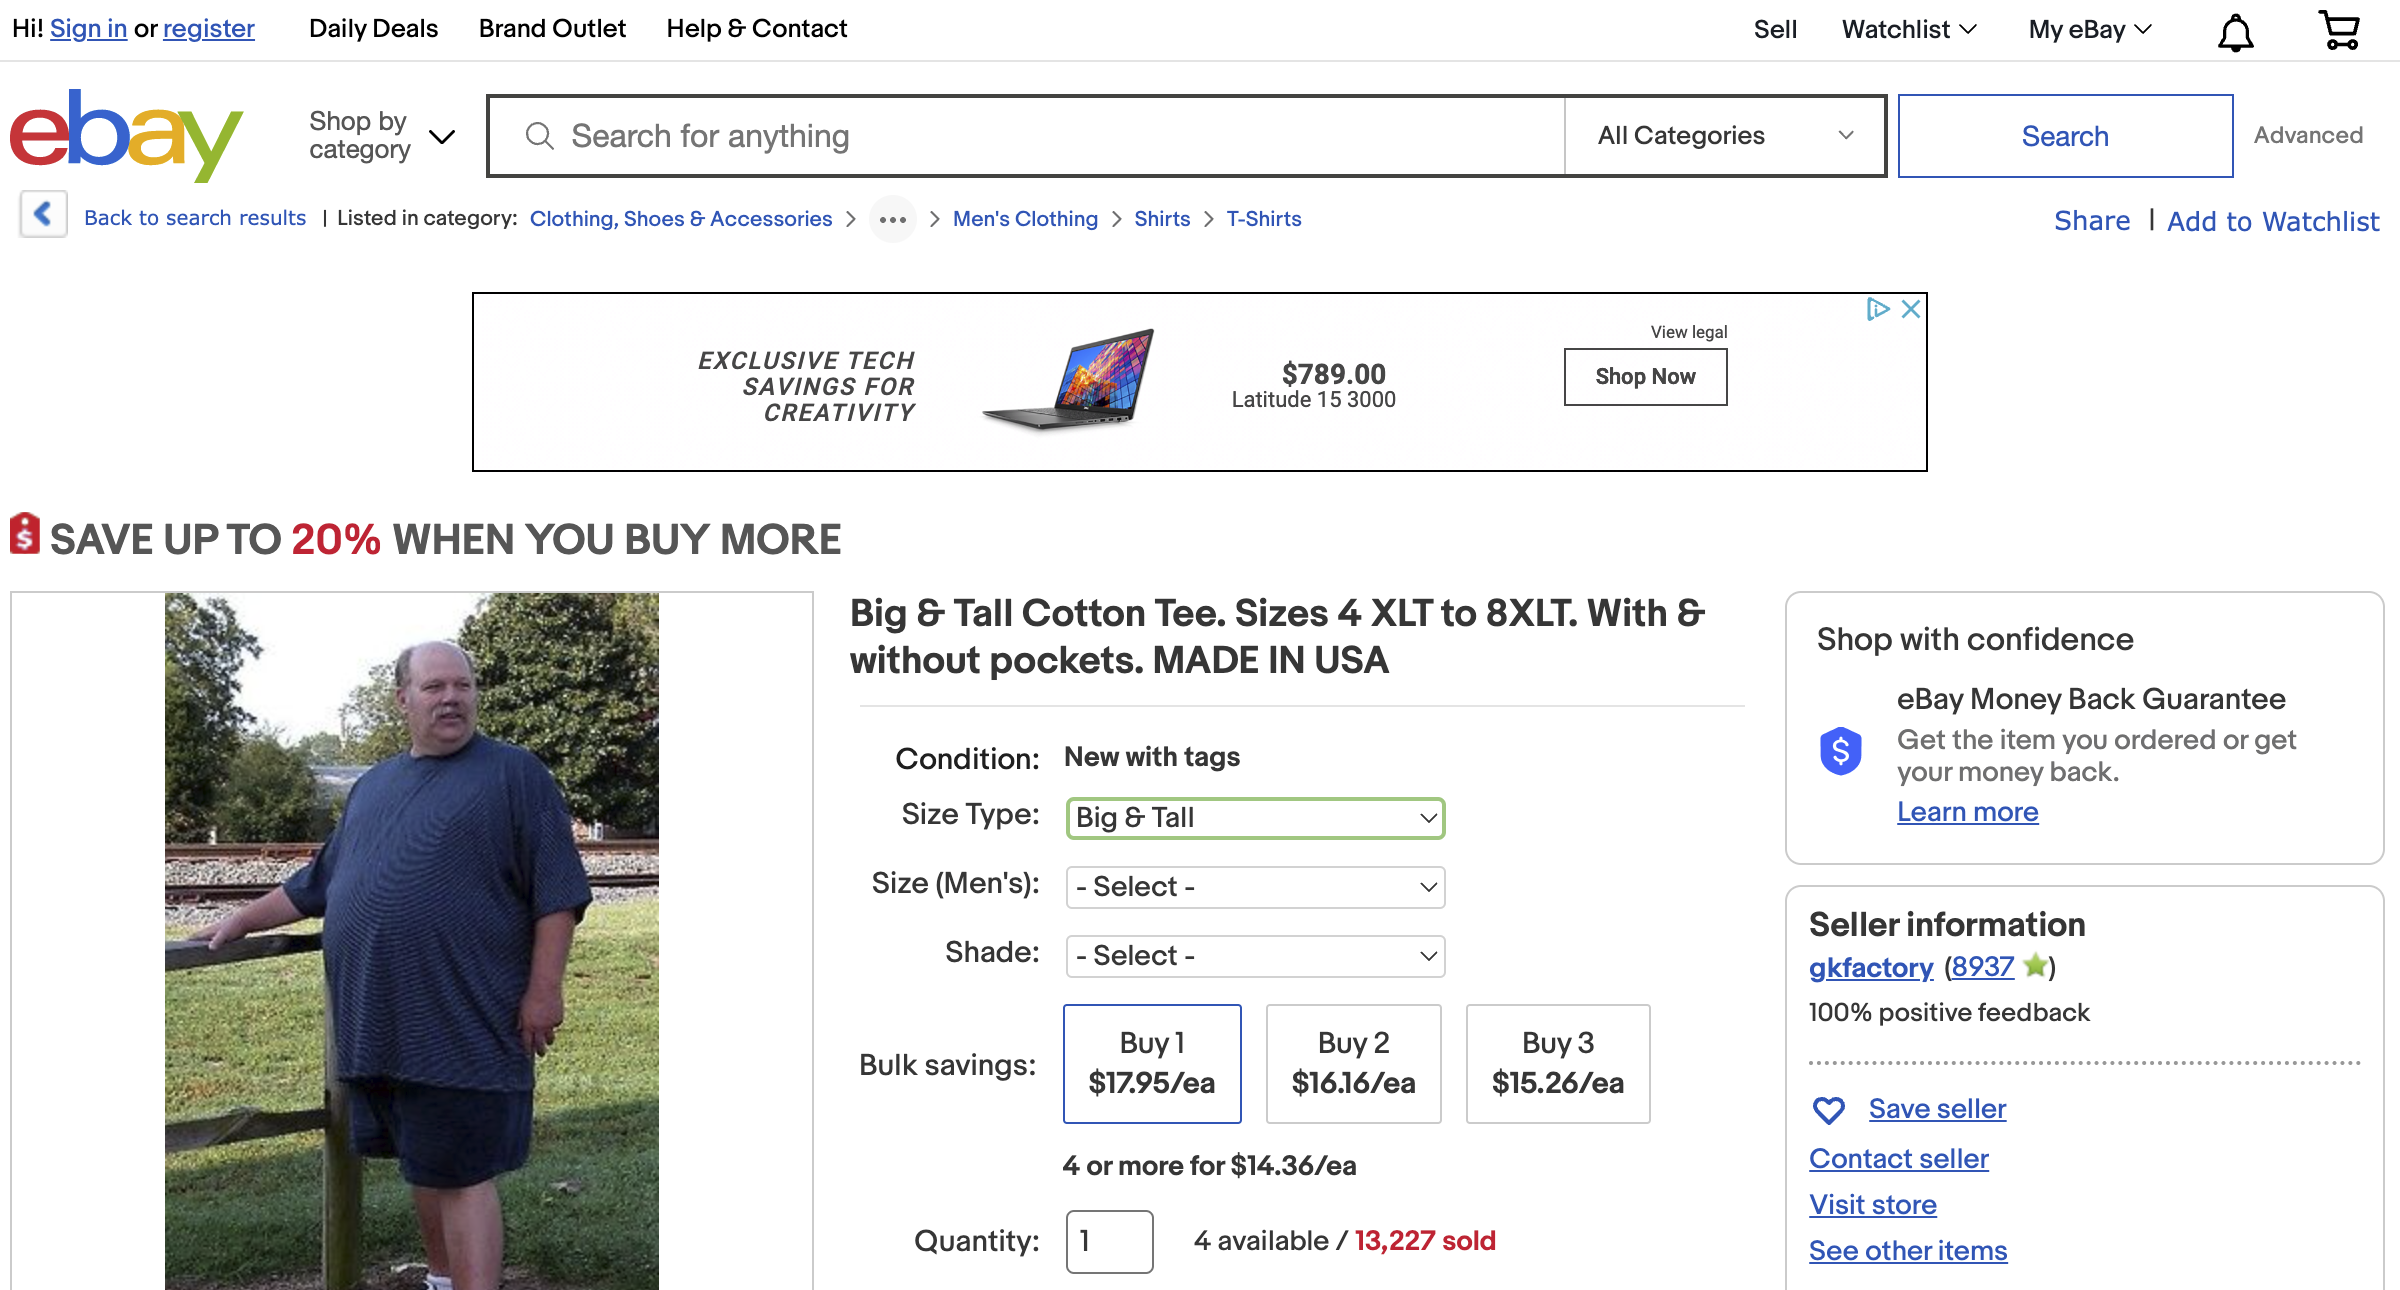 Hi! Sign in or register Daily Deals Brand Outlet Help & Contact Sell Watchlist My eBay
ebay
Shop by
category
Search for anything
All Categories
Search
Advanced
Back to search results | Listed in category: Clothing, Shoes & Accessories > ••• > Men's Clothing > Shirts > T-Shirts
Share | Add to Watchlist
EXCLUSIVE TECH
SAVINGS FOR
CREATIVITY
$789.00
Latitude 15 3000
View legal
Shop Now
SAVE UP TO 20% WHEN YOU BUY MORE
Big & Tall Cotton Tee. Sizes 4 XLT to 8XLT. With &
without pockets. MADE IN USA
Condition: New with tags
Size Type: Big & Tall
Size (Men's): - Select -
Shade: - Select -
Bulk savings:
Buy 1
$17.95/ea
Buy 2
$16.16/ea
Buy 3
$15.26/ea
4 or more for $14.36/ea
Quantity: 1 4 available / 13,227 sold
Shop with confidence
eBay Money Back Guarantee
Get the item you ordered or get
your money back.
Learn more
Seller information
gkfactory (8937)
100% positive feedback
Save seller
Contact seller
Visit store
See other items